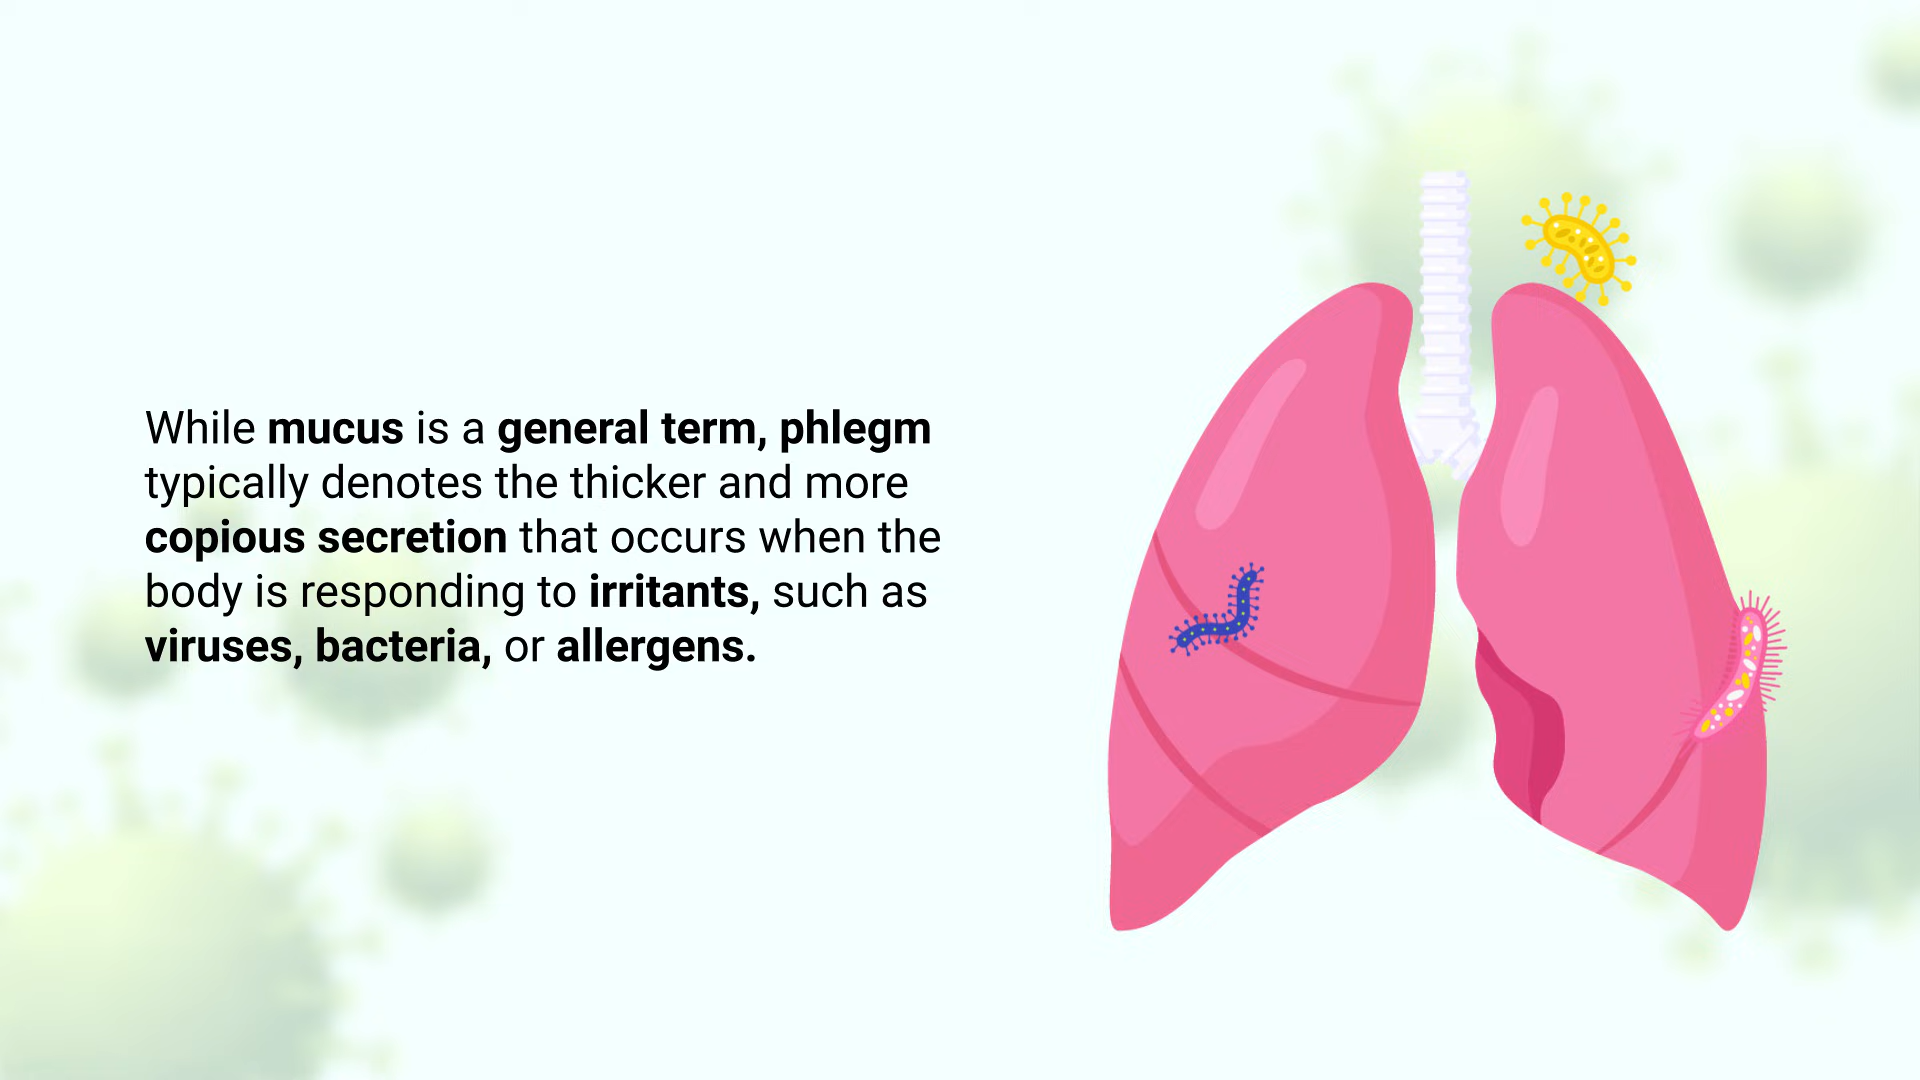 While mucus is a general term, phlegm
typically denotes the thicker and more
copious secretion that occurs when the
body is responding to irritants, such as
viruses, bacteria, or allergens.